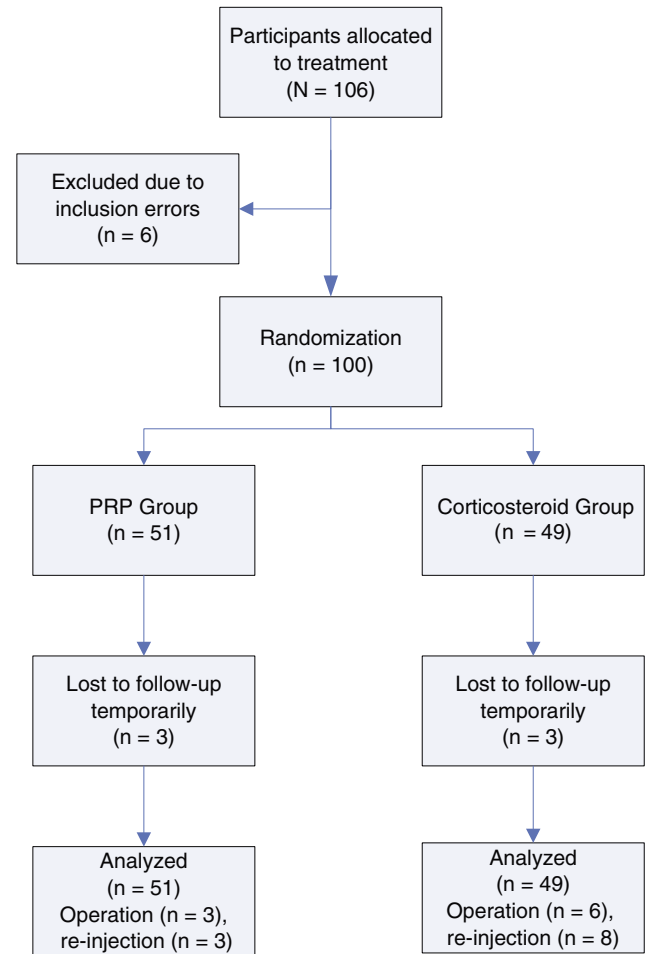 Participants allocated
to treatment
(N = 106)
Excluded due to
inclusion errors
(n = 6)
Randomization
(n = 100)
PRP Group
(n = 51)
Corticosteroid Group
(n = 49)
Lost to follow-up
temporarily
(n = 3)
Lost to follow-up
temporarily
(n = 3)
Analyzed
(n = 51)
Operation (n = 3),
re-injection (n = 3)
Analyzed
(n = 49)
Operation (n = 6),
re-injection (n = 8)